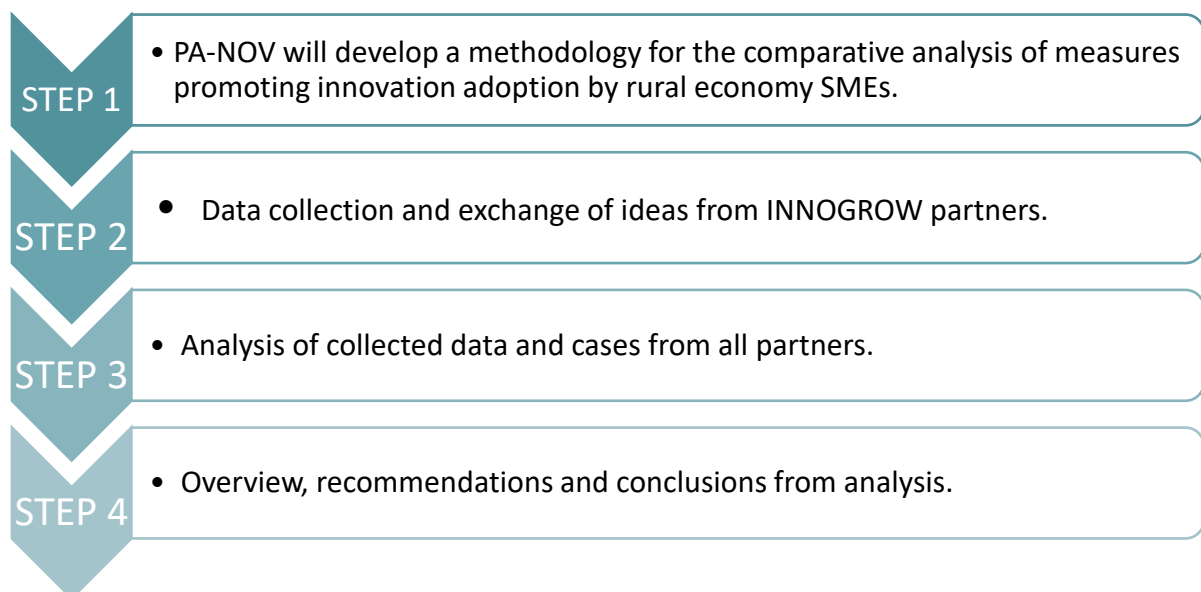 STEP 1
• PA-NOV will develop a methodology for the comparative analysis of measures
promoting innovation adoption by rural economy SMEs.
STEP 2
• Data collection and exchange of ideas from INNOGROW partners.
STEP 3
• Analysis of collected data and cases from all partners.
STEP 4
• Overview, recommendations and conclusions from analysis.